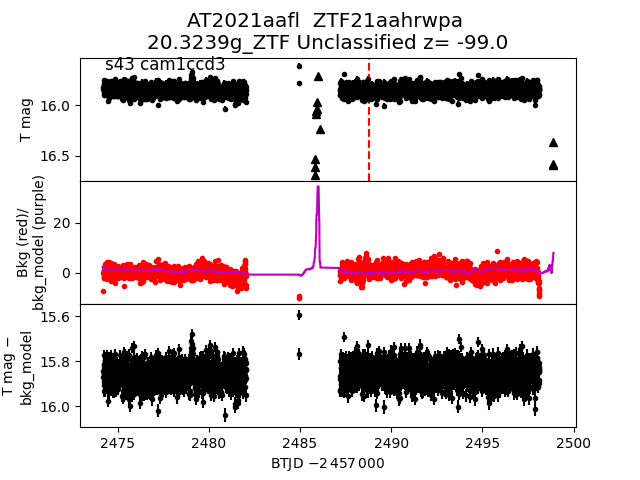 AT2021aafl  ZTF21aahrwpa
20.3239g_ZTF Unclassified z= -99.0
s43 cam1ccd3
T mag
16.0
16.5
Bkg (red)/
bkg_model (purple)
20
0
T mag −
bkg_model
15.6
15.8
16.0
2475
2480
2485
2490
2495
2500
BTJD −2 457 000